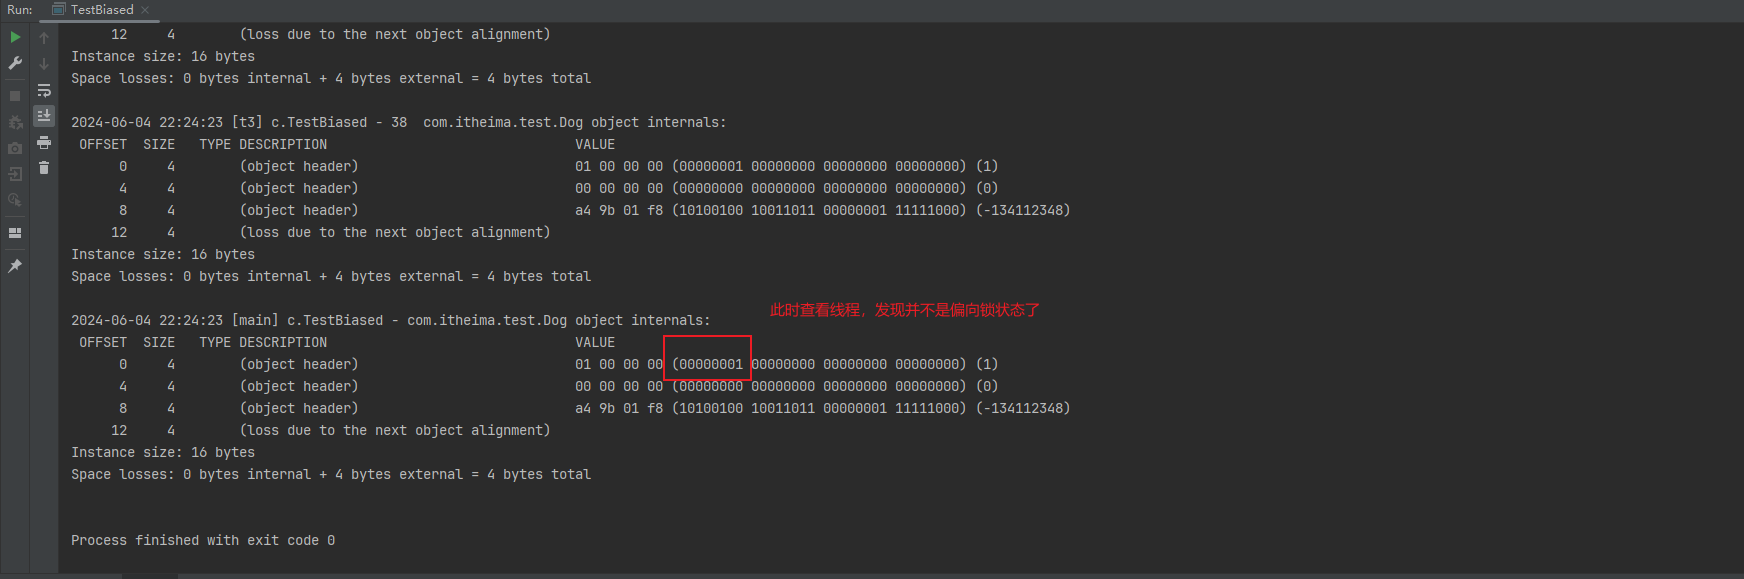 Run: TestBiased
12 4 (loss due to the next object alignment)
Instance size: 16 bytes
Space losses: 0 bytes internal + 4 bytes external = 4 bytes total
2024-06-04 22:24:23 [t3] c.TestBiased - 38 com.itheima.test.Dog object internals:
OFFSET SIZE TYPE DESCRIPTION VALUE
0 4 (object header) 01 00 00 00 (00000001 00000000 00000000 00000000) (1)
4 4 (object header) 00 00 00 00 (00000000 00000000 00000000 00000000) (0)
8 4 (object header) a4 9b 01 f8 (10100100 10011011 00000001 11111000) (-134112348)
12 4 (loss due to the next object alignment)
Instance size: 16 bytes
Space losses: 0 bytes internal + 4 bytes external = 4 bytes total
此时查看线程，发现并不是偏向锁状态了
2024-06-04 22:24:23 [main] c.TestBiased - com.itheima.test.Dog object internals:
OFFSET SIZE TYPE DESCRIPTION VALUE
0 4 (object header) 01 00 00 00 (00000001 00000000 00000000 00000000) (1)
4 4 (object header) 00 00 00 00 (00000000 00000000 00000000 00000000) (0)
8 4 (object header) a4 9b 01 f8 (10100100 10011011 00000001 11111000) (-134112348)
12 4 (loss due to the next object alignment)
Instance size: 16 bytes
Space losses: 0 bytes internal + 4 bytes external = 4 bytes total
Process finished with exit code 0